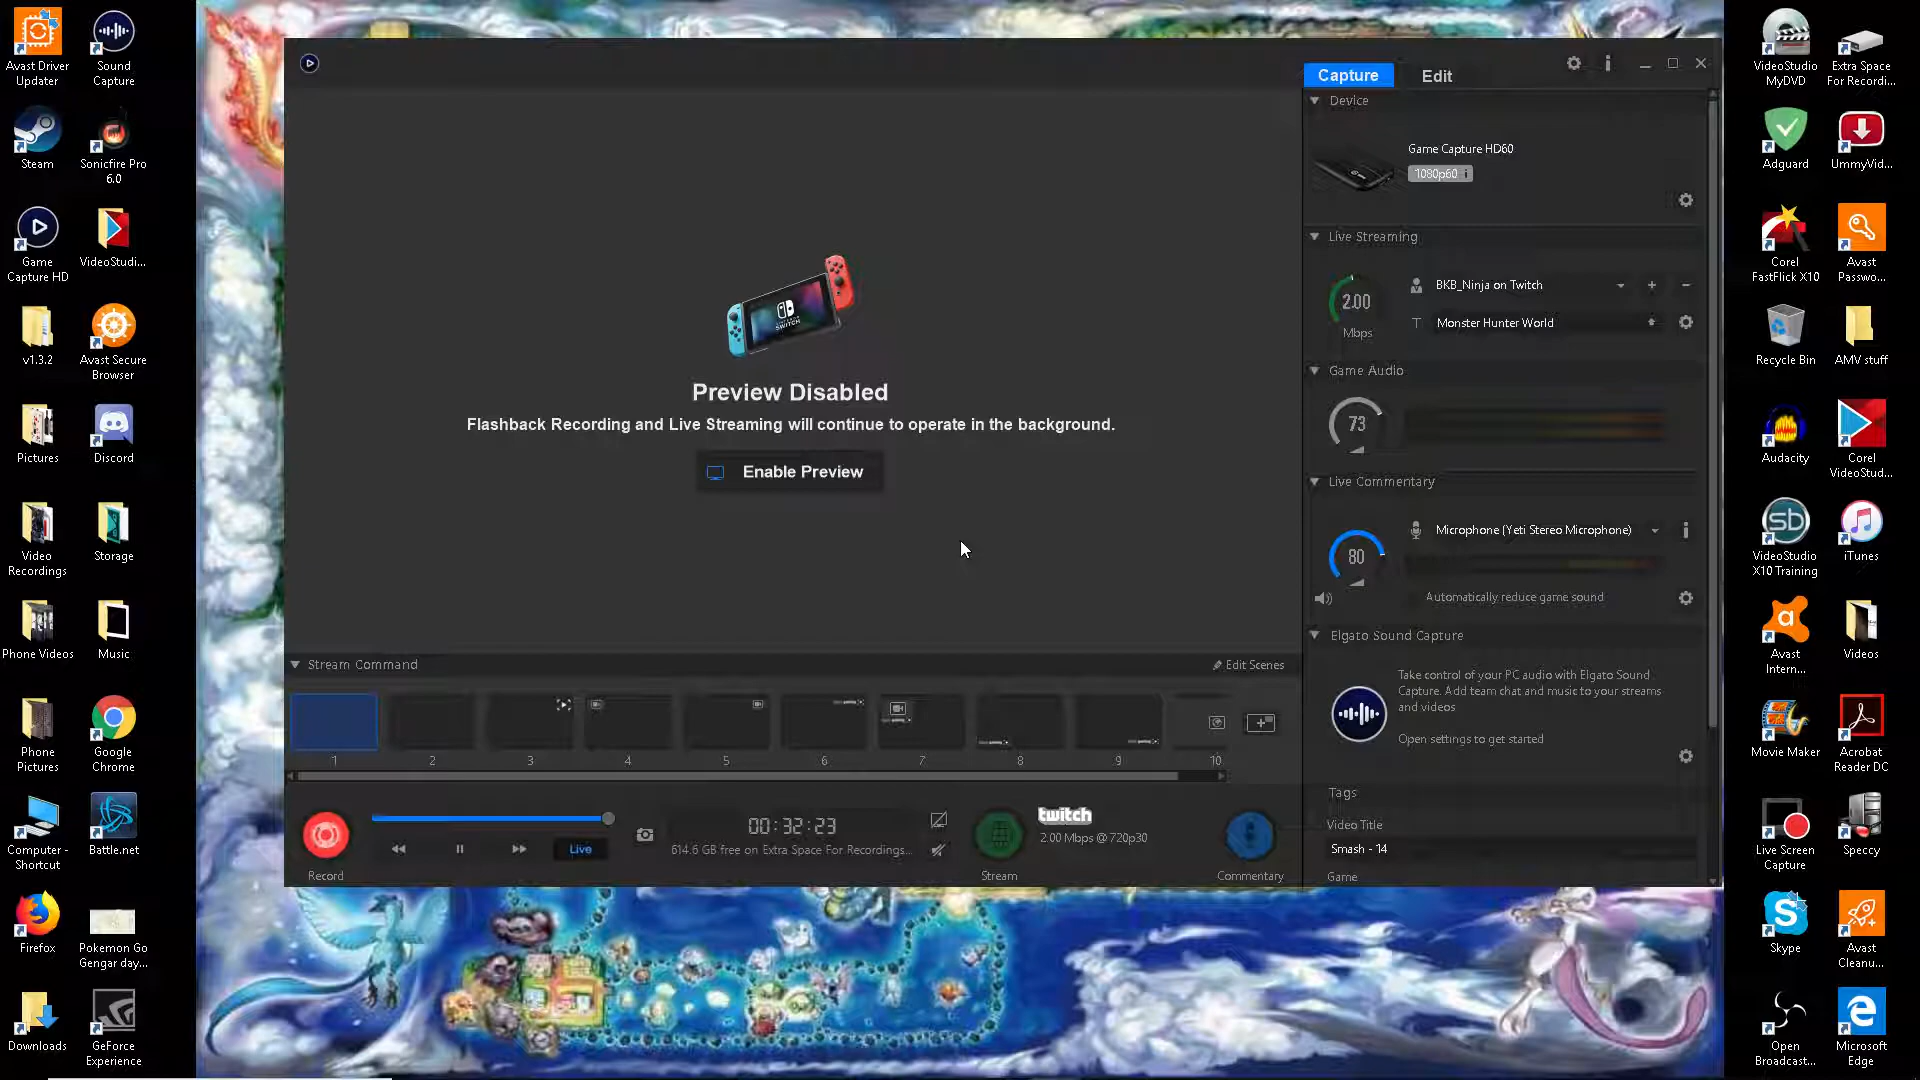 Avast Driver
Updater
Sound
Capture
Steam
Sonicfire Pro
6.0
Game
Capture HD
VideoStudi...
v1.3.2
Avast Secure
Browser
Pictures
Discord
Video
Recordings
Storage
Phone Videos
Music
Phone
Pictures
Google
Chrome
Computer -
Shortcut
Battle.net
Firefox
Pokemon Go
Gengar day...
Downloads
GeForce
Experience
Capture
Edit
Preview Disabled
Flashback Recording and Live Streaming will continue to operate in the background.
Enable Preview
Stream Command
Edit Scenes
1 2 3 4 5 6 7 8 9 10
Record
Live
00:32:23
614.6 GB free on Extra Space For Recordings...
Stream
twitch
2.00 Mbps @ 720p30
Commentary
Device
Game Capture HD60
1080p60
Live Streaming
2.00
Mbps
BKB_Ninja on Twitch
Monster Hunter World
Game Audio
73
Live Commentary
80
Microphone (Yeti Stereo Microphone)
Automatically reduce game sound
Elgato Sound Capture
Take control of your PC audio with Elgato Sound
Capture. Add team chat and music to your streams
and videos
Open settings to get started
Tags
Video Title
Smash - 14
Game
VideoStudio
MyDVD
Extra Space
For Recordi...
Adguard
UmmyVid...
Corel
FastFlick X10
Avast
Passwo...
Recycle Bin
AMV stuff
Audacity
Corel
VideoStud...
sb
VideoStudio
X10 Training
iTunes
Avast
Intern...
Videos
Movie Maker
Acrobat
Reader DC
Live Screen
Capture
Speccy
Skype
Avast
Cleanu...
Open
Broadcast...
Microsoft
Edge